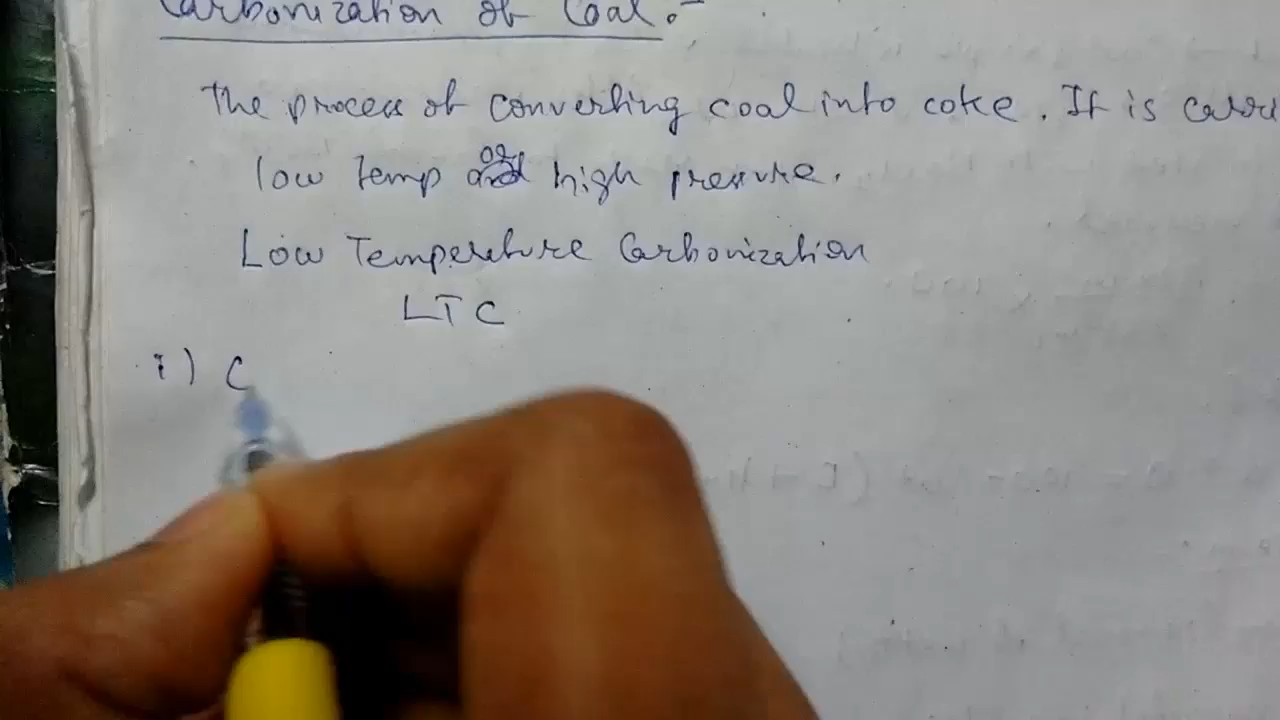 Carbonization of Coal :-
The process of converting coal into coke. It is
low temp or high pressure.
Low Temperature Carbonization
LTC
i) C